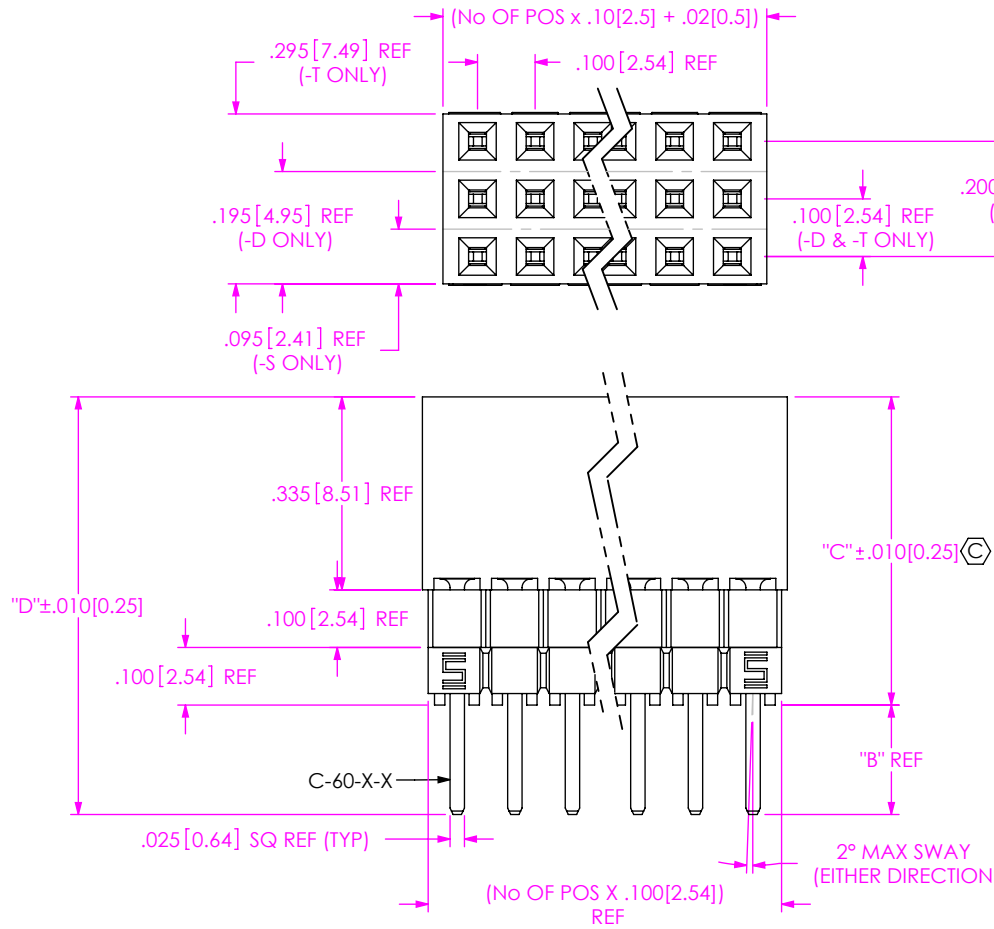 (No OF POS x .10[2.5] + .02[0.5])
.295[7.49] REF
(-T ONLY)
.100[2.54] REF
.195[4.95] REF
(-D ONLY)
.200
(
.100[2.54] REF
(-D & -T ONLY)
.095[2.41] REF
(-S ONLY)
.335[8.51] REF
"C"±.010[0.25] C
"D"±.010[0.25]
.100[2.54] REF
.100[2.54] REF
"B" REF
C-60-X-X
.025[0.64] SQ REF (TYP)
2° MAX SWAY
(EITHER DIRECTION
(No OF POS X .100[2.54])
REF